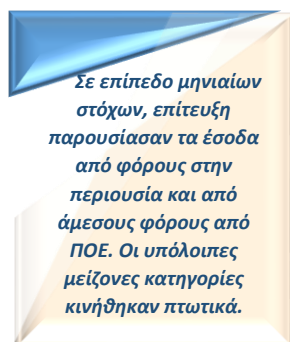 Σε επίπεδο μηνιαίων
στόχων, επίτευξη
παρουσίασαν τα έσοδα
από φόρους στην
περιουσία και από
άμεσους φόρους από
ΠΟΕ. Οι υπόλοιπες
μείζονες κατηγορίες
κινήθηκαν πτωτικά.